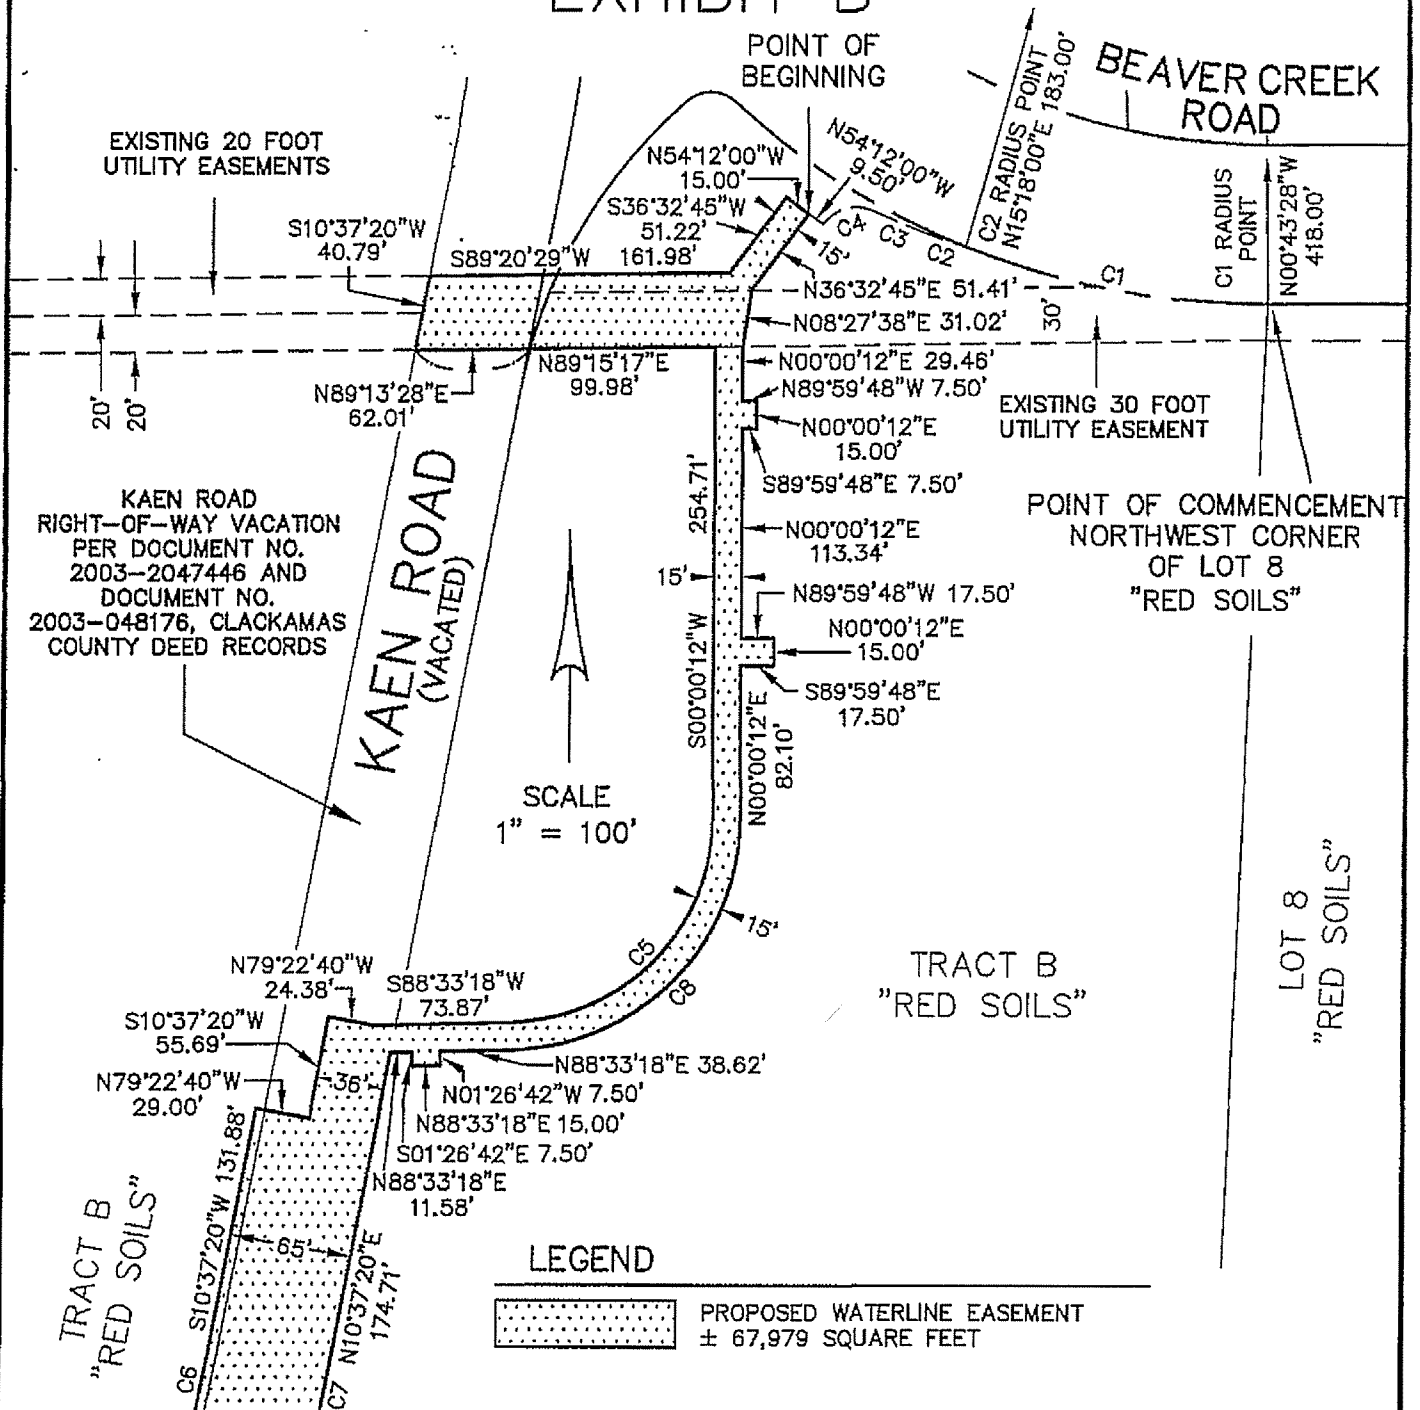 EXHIBIT B
POINT OF
BEGINNING
BEAVER CREEK
ROAD
C2 RADIUS POINT
N15°18'00"E 183.00'
EXISTING 20 FOOT
UTILITY EASEMENTS
N54°12'00"W
15.00'
N54°12'00"W
9.50'
S36°32'45"W
51.22'
S10°37'20"W
40.79'
S89°20'29"W
161.98'
C4
C3
C2
C1
15'
C1 RADIUS
POINT
N00°43'28"W
418.00'
N36°32'45"E 51.41'
N08°27'38"E 31.02'
30'
N00°00'12"E 29.46'
N89°15'17"E
99.98'
N89°13'28"E
62.01'
20'
20'
N89°59'48"W 7.50'
N00°00'12"E
15.00'
S89°59'48"E 7.50'
EXISTING 30 FOOT
UTILITY EASEMENT
KAEN ROAD
RIGHT-OF-WAY VACATION
PER DOCUMENT NO.
2003-2047446 AND
DOCUMENT NO.
2003-048176, CLACKAMAS
COUNTY DEED RECORDS
KAEN ROAD
(VACATED)
254.71'
S00°00'12"W
POINT OF COMMENCEMENT
NORTHWEST CORNER
OF LOT 8
"RED SOILS"
N00°00'12"E
113.34'
15'
N89°59'48"W 17.50'
N00°00'12"E
15.00'
S89°59'48"E
17.50'
N00°00'12"E
82.10'
SCALE
1" = 100'
15'
C5
C8
TRACT B
"RED SOILS"
LOT 8
"RED SOILS"
N79°22'40"W
24.38'
S88°33'18"W
73.87'
S10°37'20"W
55.69'
N79°22'40"W
29.00'
36'
N88°33'18"E 38.62'
N01°26'42"W 7.50'
N88°33'18"E 15.00'
S01°26'42"E 7.50'
N88°33'18"E
11.58'
S10°37'20"W 131.88'
65'
N10°37'20"E
174.71'
TRACT B
"RED SOILS"
C6
C7
LEGEND
PROPOSED WATERLINE EASEMENT
± 67,979 SQUARE FEET